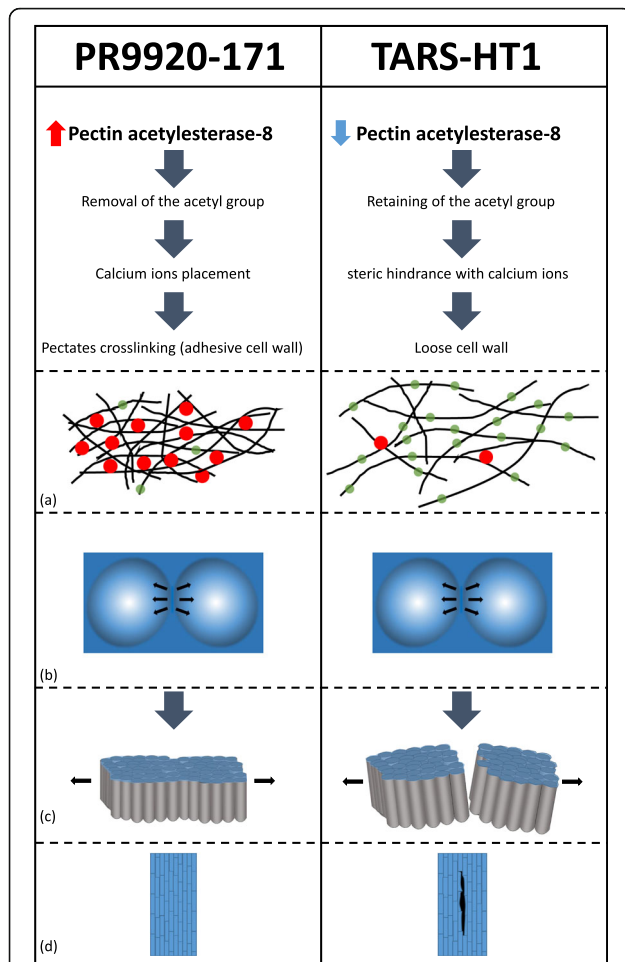 PR9920-171
TARS-HT1
Pectin acetylesterase-8
Pectin acetylesterase-8
Removal of the acetyl group
Retaining of the acetyl group
Calcium ions placement
steric hindrance with calcium ions
Pectates crosslinking (adhesive cell wall)
Loose cell wall
(a)
(b)
(c)
(d)